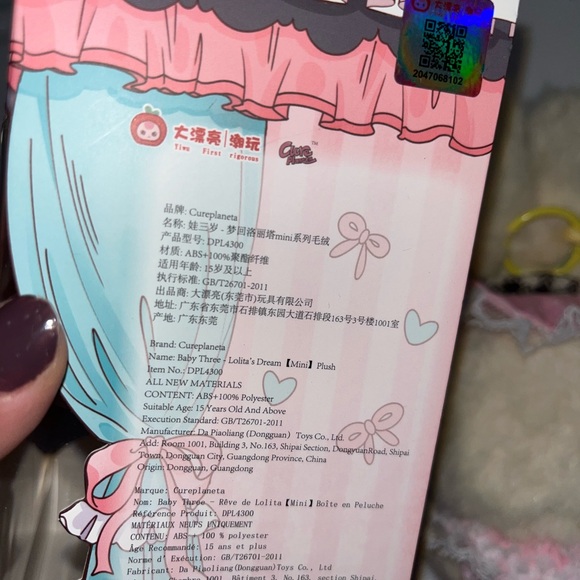 大漂亮
2047068102
大漂亮|潮玩
Yiwu First rigorous
Cure
Planeta
TM
品牌: Cureplaneta
名称: 娃三岁 - 梦回洛丽塔mini系列毛绒
产品型号: DPL4300
材质: ABS+100%聚酯纤维
适用年龄: 15岁及以上
执行标准: GB/T26701-2011
出品商: 大漂亮(东莞市)玩具有限公司
地址: 广东省东莞市石排镇东园大道石排段163号3号楼1001室
产地: 广东东莞
Brand: Cureplaneta
Name: Baby Three - Lolita's Dream【Mini】Plush
Item No.: DPL4300
ALL NEW MATERIALS
CONTENT: ABS+100% Polyester
Suitable Age: 15 Years Old And Above
Execution Standard: GB/T26701-2011
Manufacturer: Da Piaoliang (Dongguan) Toys Co., Ltd.
Add: Room 1001, Building 3, No.163, Shipai Section, DongyuanRoad, Shipai
Town, Dongguan City, Guangdong Province, China
Origin: Dongguan, Guangdong
Marque: Cureplaneta
Nom: Baby Three - Rêve de Lolita【Mini】Boîte en Peluche
Référence Produit: DPL4300
MATÉRIAUX NEUFS UNIQUEMENT
CONTENU: ABS + 100 % polyester
Âge Recommandé: 15 ans et plus
Norme d' Exécution: GB/T26701-2011
Fabricant: Da Piaoliang(Dongguan)Toys Co., Ltd
1001, Bâtiment 3, No.163, section Shipai,